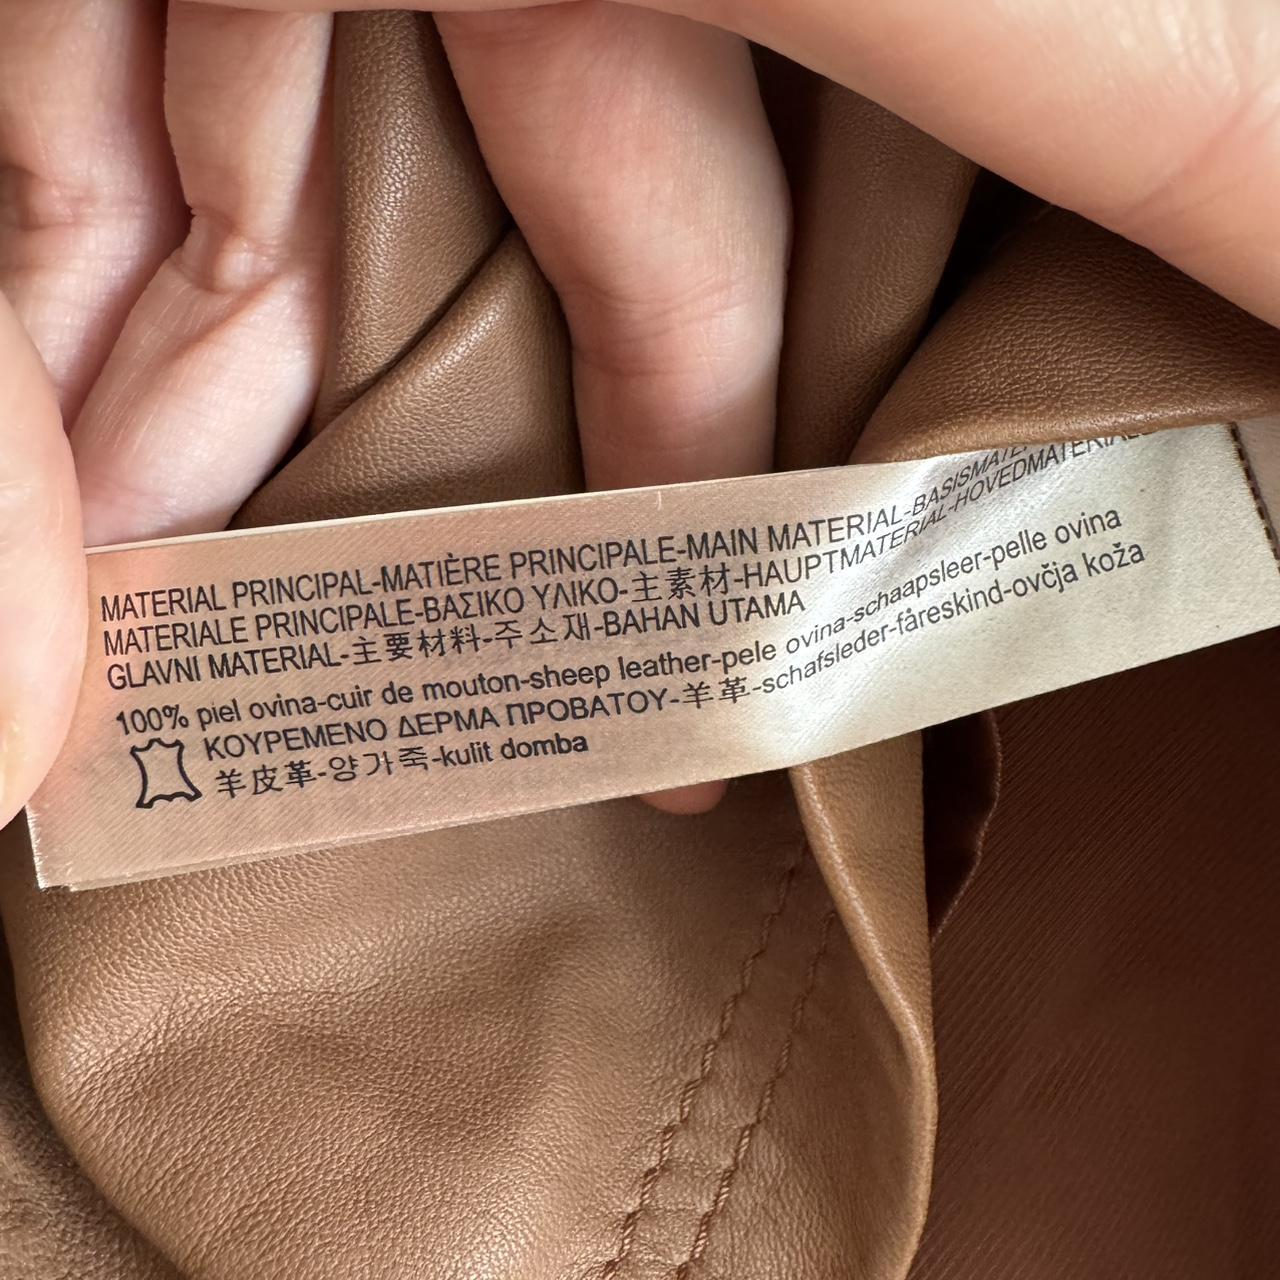 MATERIAL PRINCIPAL-MATIÈRE PRINCIPALE-MAIN MATERIAL-BASISMATE
MATERIALE PRINCIPALE-ΒΑΣΙΚΟ ΥΛΙΚΟ-主素材-HAUPTMATERIAL-HOVEDMATERIAL
GLAVNI MATERIAL-主要材料-주소재-BAHAN UTAMA
100% piel ovina-cuir de mouton-sheep leather-pele ovina-schaapsleer-pelle ovina
ΚΟΥΡΕΜΕΝΟ ΔΕΡΜΑ ΠΡΟΒΑΤΟΥ-羊革-schafsleder-fåreskind-ovčja koža
羊皮革-양가죽-kulit domba